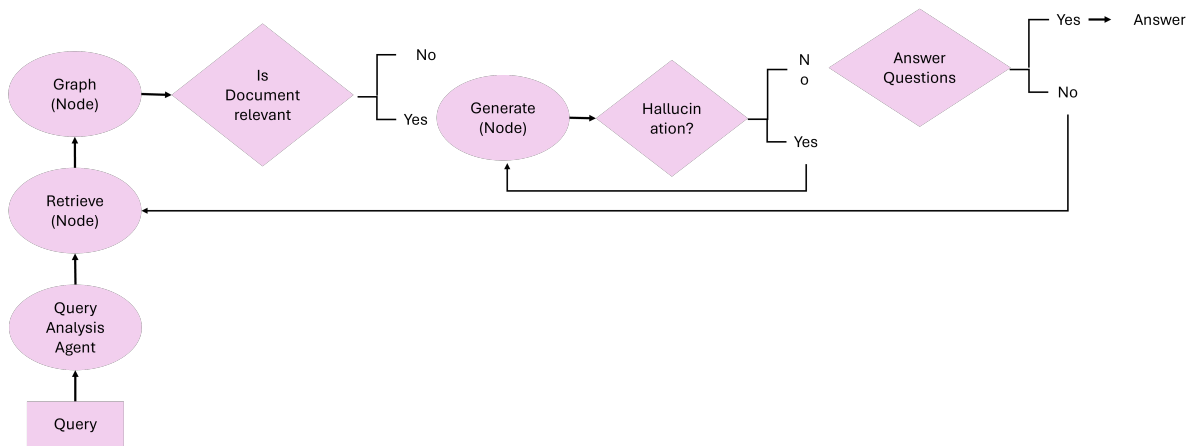 Graph
(Node)
Is
Document
relevant
No
Yes
Generate
(Node)
Hallucin
ation?
N
o
Yes
Answer
Questions
Yes
Answer
No
Retrieve
(Node)
Query
Analysis
Agent
Query